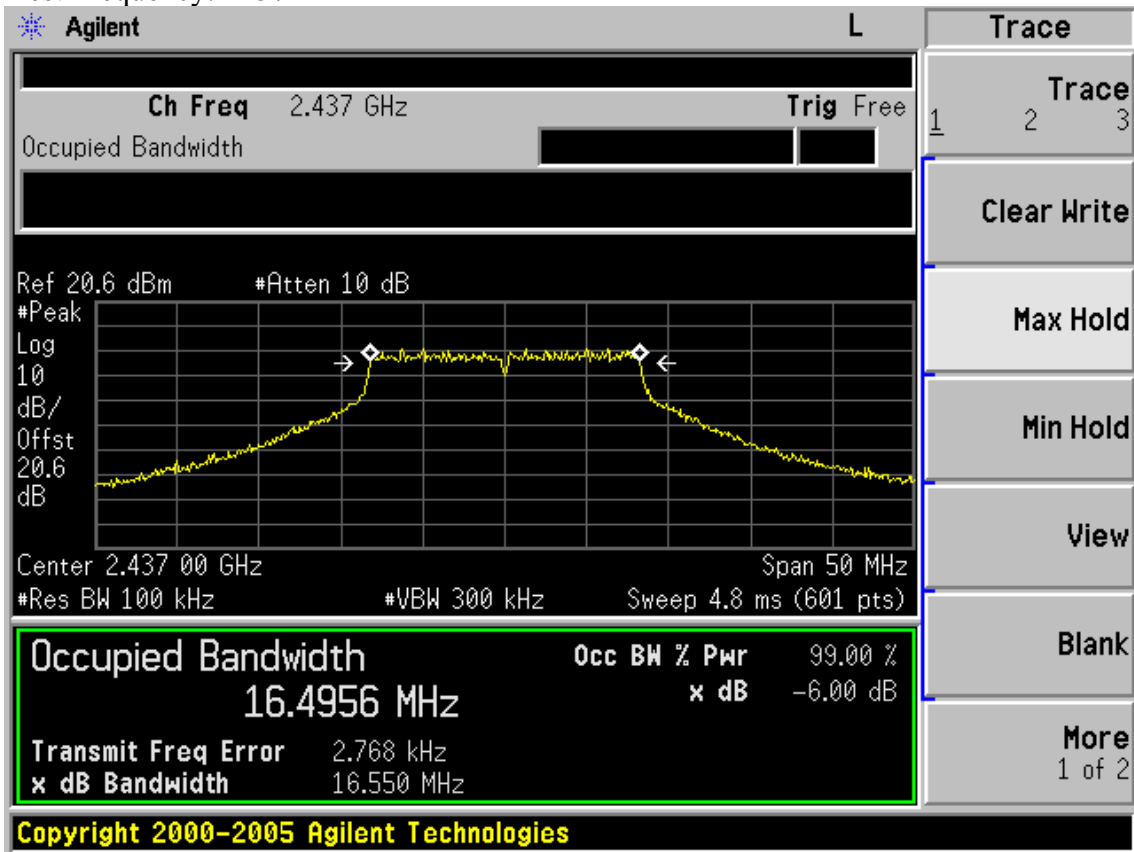 Agilent L Trace
Ch Freq 2.437 GHz Trig Free
Occupied Bandwidth
Trace
1 2 3
Clear Write
Max Hold
Min Hold
View
Blank
More
1 of 2
Ref 20.6 dBm #Atten 10 dB
#Peak
Log
10
dB/
Offst
20.6
dB
Center 2.437 00 GHz Span 50 MHz
#Res BW 100 kHz #VBW 300 kHz Sweep 4.8 ms (601 pts)
Occupied Bandwidth Occ BW % Pwr 99.00 %
16.4956 MHz x dB -6.00 dB
Transmit Freq Error 2.768 kHz
x dB Bandwidth 16.550 MHz
Copyright 2000-2005 Agilent Technologies